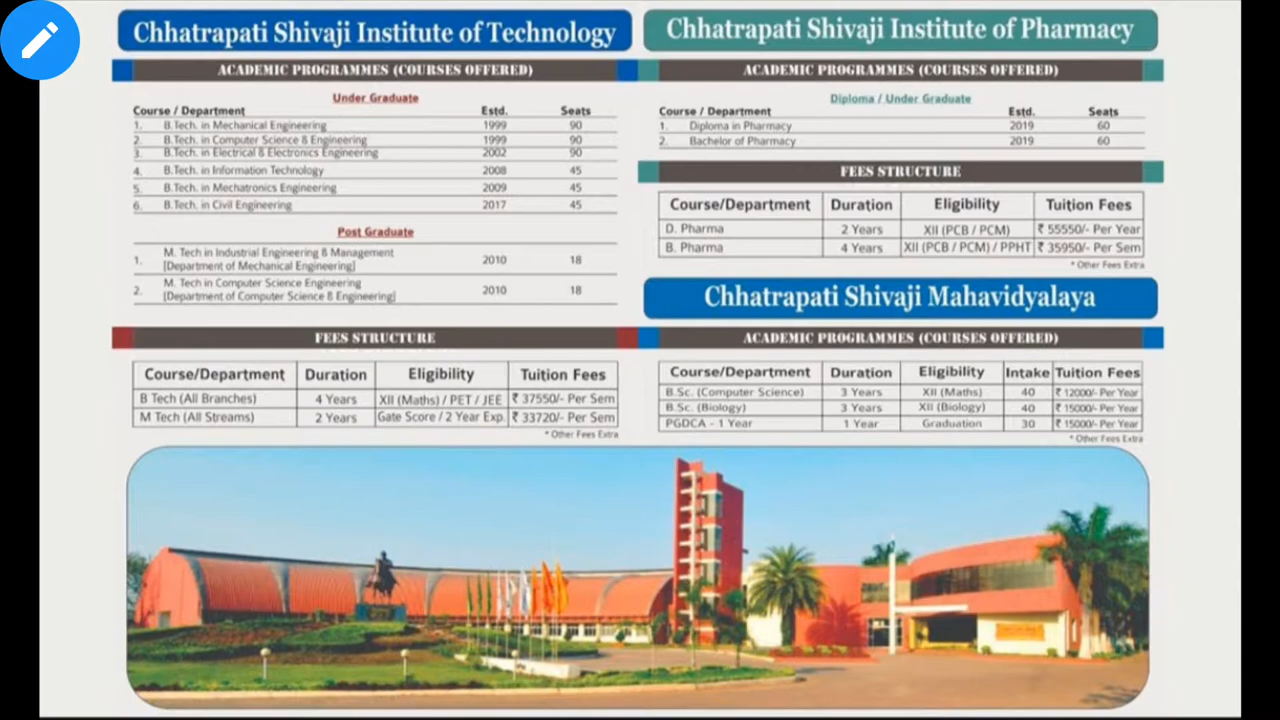 Chhatrapati Shivaji Institute of Technology
ACADEMIC PROGRAMMES (COURSES OFFERED)
Under Graduate
Course / Department Estd. Seats
1. B.Tech. in Mechanical Engineering 1999 90
2. B.Tech. in Computer Science & Engineering 1999 90
3. B.Tech. in Electrical & Electronics Engineering 2002 90
4. B.Tech. in Information Technology 2008 45
5. B.Tech. in Mechatronics Engineering 2009 45
6. B.Tech. in Civil Engineering 2017 45
Post Graduate
1. M. Tech in Industrial Engineering & Management 2010 18
[Department of Mechanical Engineering]
2. M. Tech in Computer Science Engineering 2010 18
[Department of Computer Science & Engineering]
FEES STRUCTURE
Course/Department Duration Eligibility Tuition Fees
B Tech (All Branches) 4 Years XII (Maths) / PET / JEE ₹ 37550/- Per Sem
M Tech (All Streams) 2 Years Gate Score / 2 Year Exp. ₹ 33720/- Per Sem
* Other Fees Extra
Chhatrapati Shivaji Institute of Pharmacy
ACADEMIC PROGRAMMES (COURSES OFFERED)
Diploma / Under Graduate
Course / Department Estd. Seats
1. Diploma in Pharmacy 2019 60
2. Bachelor of Pharmacy 2019 60
FEES STRUCTURE
Course/Department Duration Eligibility Tuition Fees
D. Pharma 2 Years XII (PCB / PCM) ₹ 55550/- Per Year
B. Pharma 4 Years XII (PCB / PCM) / PPHT ₹ 35950/- Per Sem
* Other Fees Extra
Chhatrapati Shivaji Mahavidyalaya
ACADEMIC PROGRAMMES (COURSES OFFERED)
Course/Department Duration Eligibility Intake Tuition Fees
B.Sc. (Computer Science) 3 Years XII (Maths) 40 ₹ 12000/- Per Year
B.Sc. (Biology) 3 Years XII (Biology) 40 ₹ 15000/- Per Year
PGDCA - 1 Year 1 Year Graduation 30 ₹ 15000/- Per Year
* Other Fees Extra